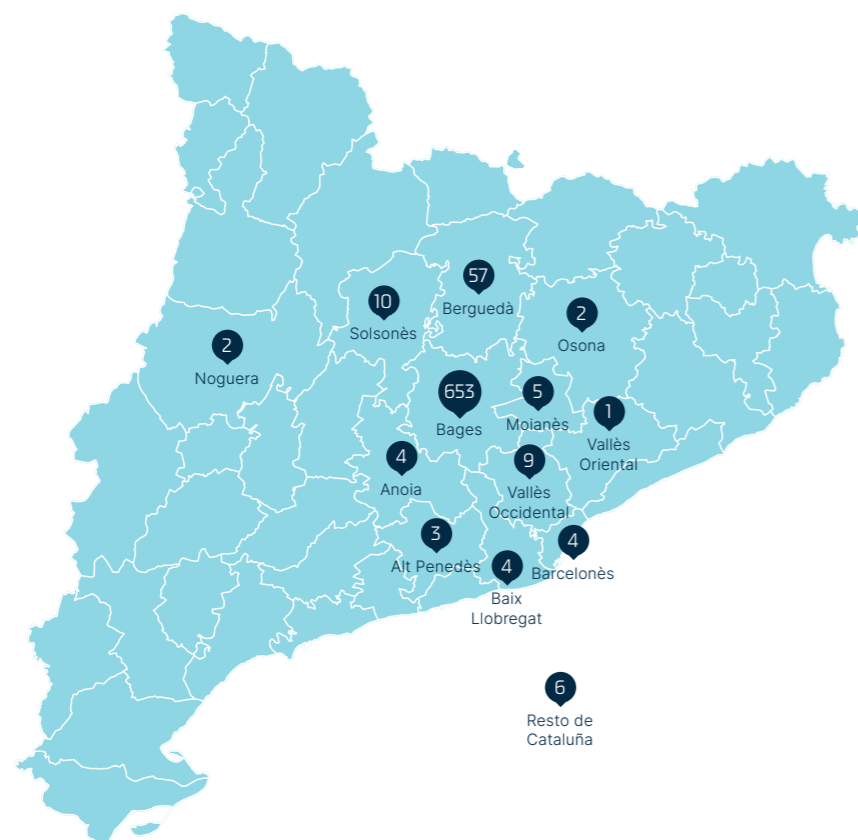 57
Berguedà
10
Solsonès
2
Osona
2
Noguera
653
Bages
5
Moianès
1
Vallès
Oriental
4
Anoia
9
Vallès
Occidental
3
Alt Penedès
4
Barcelonès
4
Baix
Llobregat
6
Resto de
Cataluña